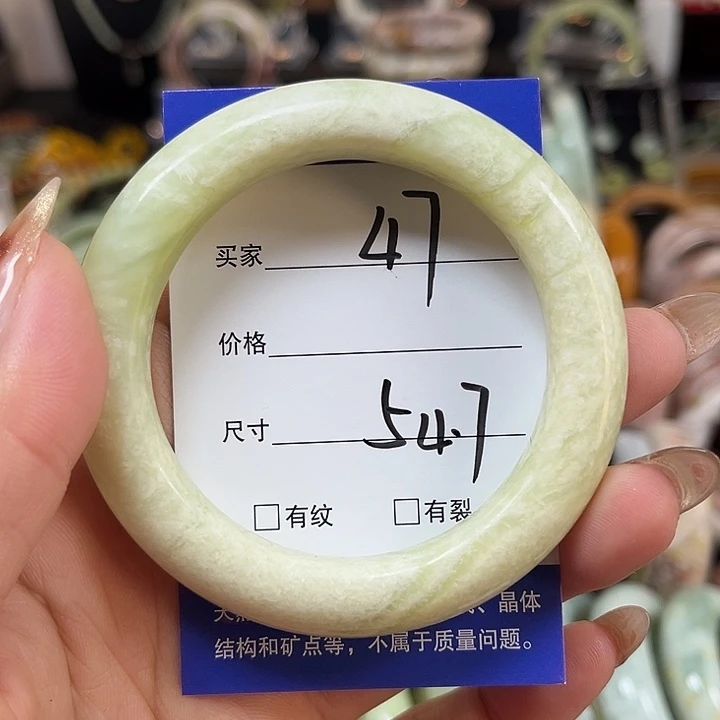 买家 47
价格
尺寸 54.7
□有纹 □有裂
、晶体
结构和矿点等，不属于质量问题。